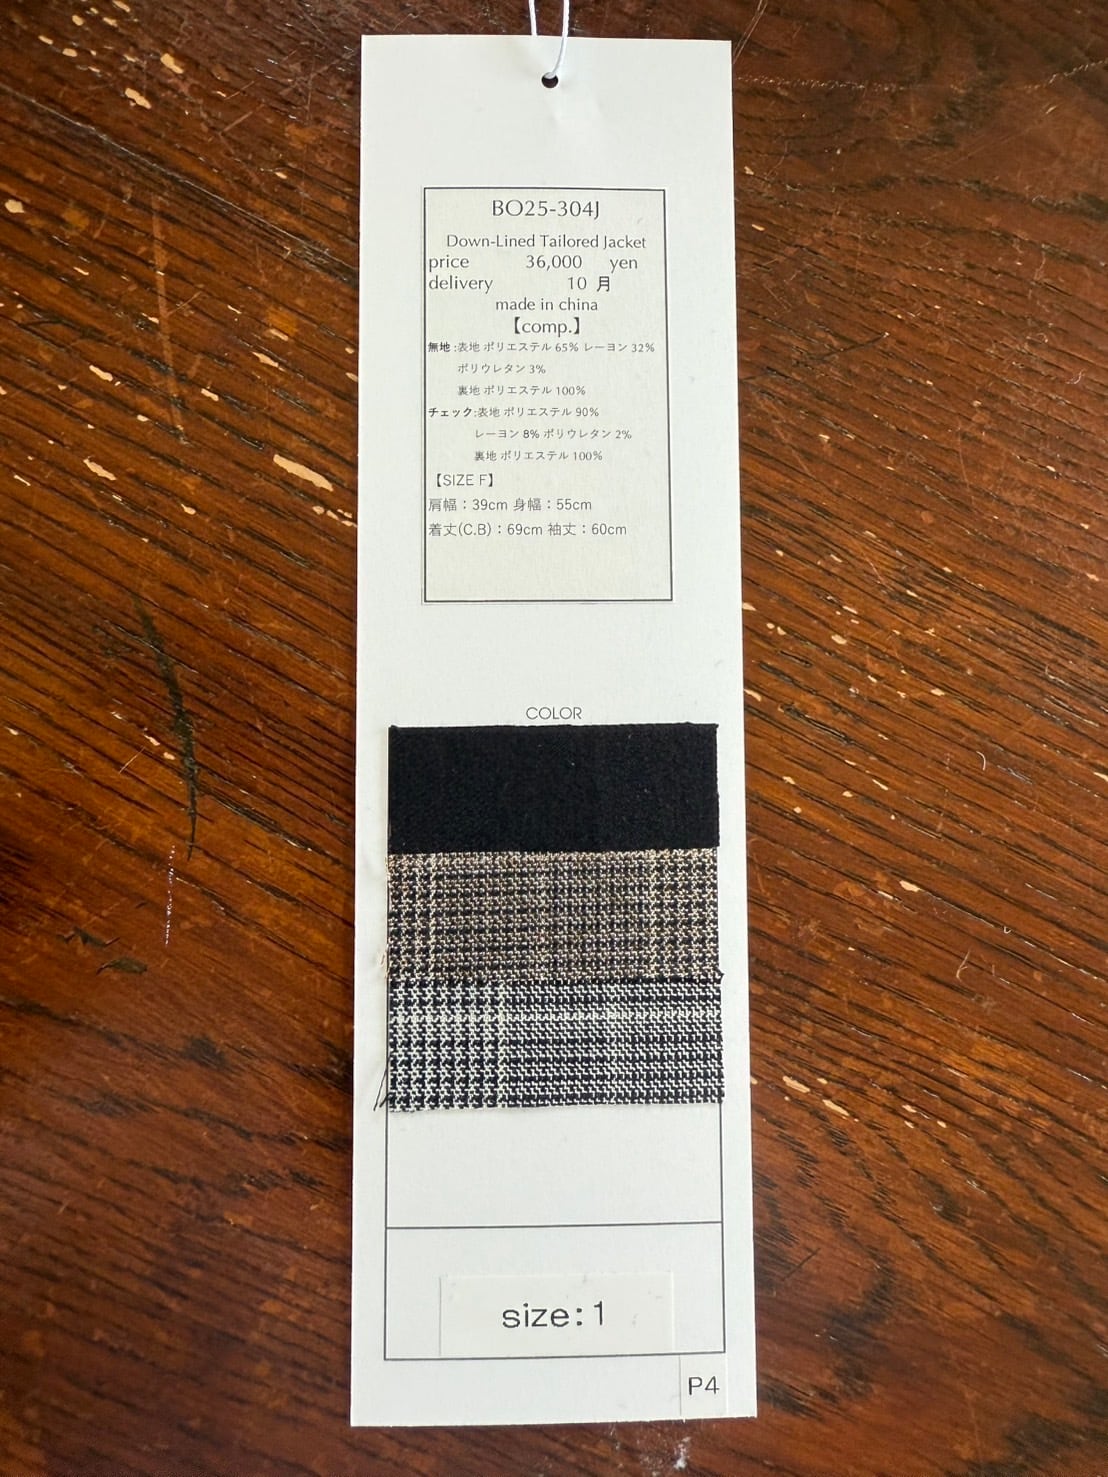 BO25-304J
Down-Lined Tailored Jacket
price 36,000 yen
delivery 10 月
made in china
【comp.】
無地:表地 ポリエステル 65% レーヨン 32%
ポリウレタン 3%
裏地 ポリエステル 100%
チェック:表地 ポリエステル 90%
レーヨン 8% ポリウレタン 2%
裏地 ポリエステル 100%
【SIZE F】
肩幅:39cm 身幅:55cm
着丈(C.B):69cm 袖丈:60cm
COLOR
size:1
P4